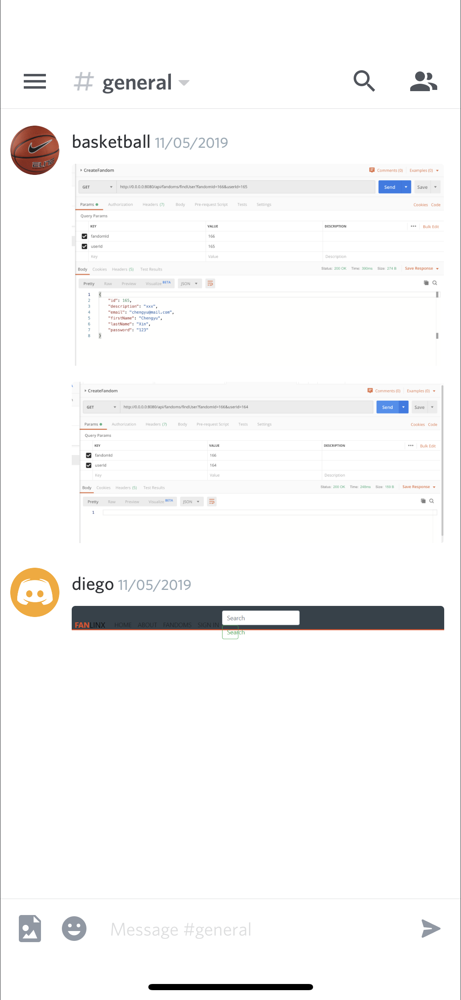 # general
basketball 11/05/2019
CreateFandom Comments (0) Examples (0)
GET http://0.0.0.0:8080/api/fandoms/findUser?fandomId=166&userId=165 Send Save
Params Authorization Headers (7) Body Pre-request Script Tests Settings Cookies Code
Query Params
KEY VALUE DESCRIPTION ••• Bulk Edit
fandomId 166
userId 165
Key Value Description
Body Cookies Headers (5) Test Results Status: 200 OK Time: 390ms Size: 274 B Save Response
Pretty Raw Preview Visualize BETA JSON
1 {
2 "id": 165,
3 "description": "xxx",
4 "email": "chengyu@mail.com",
5 "firstName": "Chengyu",
6 "lastName": "Xin",
7 "password": "123"
8 }
CreateFandom Comments (0) Examples (0)
GET http://0.0.0.0:8080/api/fandoms/findUser?fandomId=166&userId=164 Send Save
Params Authorization Headers (7) Body Pre-request Script Tests Settings Cookies Code
Query Params
KEY VALUE DESCRIPTION ••• Bulk Edit
fandomId 166
userId 164
Key Value Description
Body Cookies Headers (5) Test Results Status: 200 OK Time: 248ms Size: 159 B Save Response
Pretty Raw Preview Visualize BETA JSON
1
diego 11/05/2019
Search
FANLINX HOME ABOUT FANDOMS SIGN IN
Search
Message #general
ELITE